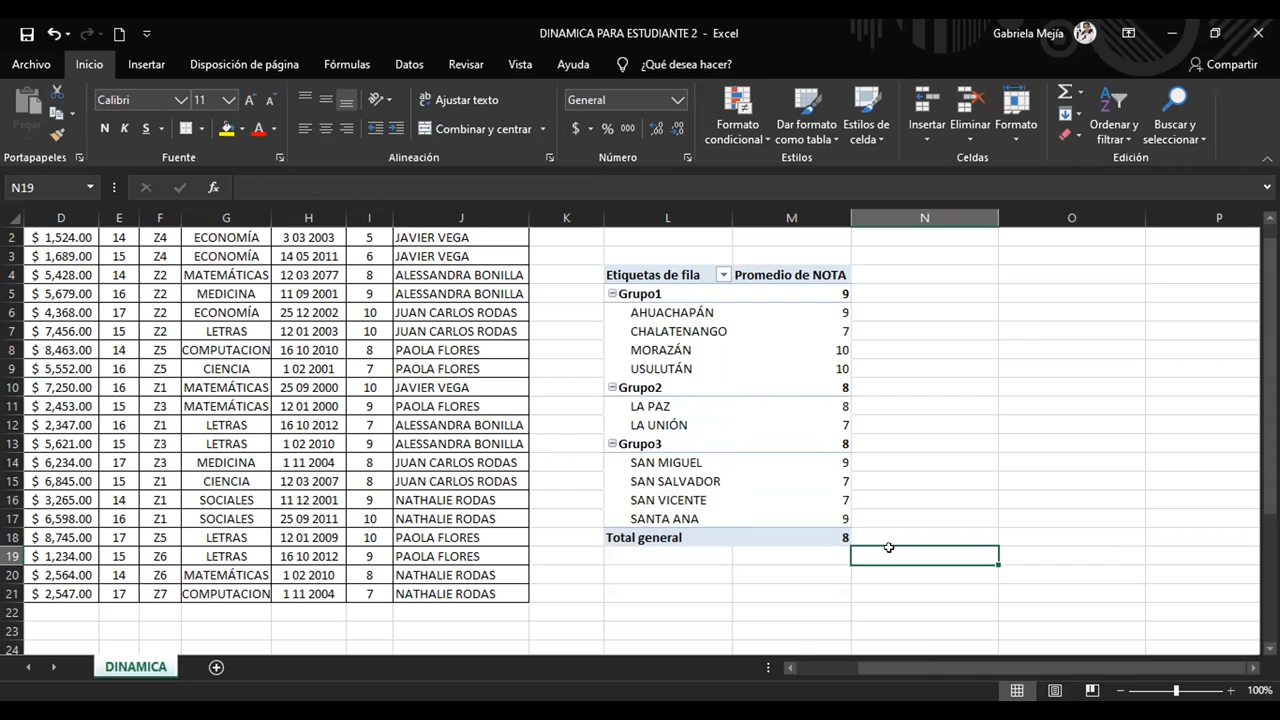 DINAMICA PARA ESTUDIANTE 2 - Excel
Gabriela Mejía
Archivo Inicio Insertar Disposición de página Fórmulas Datos Revisar Vista Ayuda ¿Qué desea hacer? Compartir
Pegar
Calibri 11
N K S
A A
Ajustar texto
Combinar y centrar
General
$ % 000
Formato condicional
Dar formato como tabla
Estilos de celda
Insertar Eliminar Formato
Ordenar y filtrar
Buscar y seleccionar
Portapapeles Fuente Alineación Número Estilos Celdas Edición
N19 fx
D E F G H I J K L M N O P
2 $ 1,524.00 14 Z4 ECONOMÍA 3 03 2003 5 JAVIER VEGA
3 $ 1,689.00 15 Z4 ECONOMÍA 14 05 2011 6 JAVIER VEGA
4 $ 5,428.00 14 Z2 MATEMÁTICAS 12 03 2077 8 ALESSANDRA BONILLA Etiquetas de fila Promedio de NOTA
5 $ 5,679.00 16 Z2 MEDICINA 11 09 2001 9 ALESSANDRA BONILLA Grupo1 9
6 $ 4,368.00 17 Z2 ECONOMÍA 25 12 2002 10 JUAN CARLOS RODAS AHUACHAPÁN 9
7 $ 7,456.00 15 Z2 LETRAS 12 01 2003 10 JUAN CARLOS RODAS CHALATENANGO 7
8 $ 8,463.00 14 Z5 COMPUTACION 16 10 2010 8 PAOLA FLORES MORAZÁN 10
9 $ 5,552.00 16 Z5 CIENCIA 1 02 2001 7 PAOLA FLORES USULUTÁN 10
10 $ 7,250.00 16 Z1 MATEMÁTICAS 25 09 2000 10 JAVIER VEGA Grupo2 8
11 $ 2,453.00 15 Z3 MATEMÁTICAS 12 01 2000 9 PAOLA FLORES LA PAZ 8
12 $ 2,347.00 16 Z1 LETRAS 16 10 2012 7 ALESSANDRA BONILLA LA UNIÓN 7
13 $ 5,621.00 15 Z3 LETRAS 1 02 2010 9 ALESSANDRA BONILLA Grupo3 8
14 $ 6,234.00 17 Z3 MEDICINA 1 11 2004 8 JUAN CARLOS RODAS SAN MIGUEL 9
15 $ 6,845.00 15 Z1 CIENCIA 12 03 2007 8 JUAN CARLOS RODAS SAN SALVADOR 7
16 $ 3,265.00 14 Z1 SOCIALES 11 12 2001 9 NATHALIE RODAS SAN VICENTE 7
17 $ 6,598.00 16 Z1 SOCIALES 25 09 2011 10 NATHALIE RODAS SANTA ANA 9
18 $ 8,745.00 17 Z5 LETRAS 12 01 2009 10 PAOLA FLORES Total general 8
19 $ 1,234.00 15 Z6 LETRAS 16 10 2012 9 PAOLA FLORES
20 $ 2,564.00 14 Z6 MATEMÁTICAS 1 02 2010 8 NATHALIE RODAS
21 $ 2,547.00 17 Z7 COMPUTACION 1 11 2004 7 NATHALIE RODAS
22
23
24
DINAMICA
100%